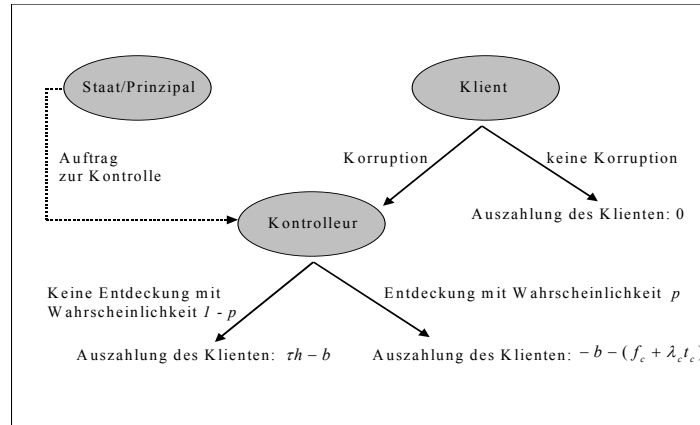 Staat/Prinzipal
Klient
Auftrag
zur Kontrolle
Korruption
keine Korruption
Kontrolleur
Auszahlung des Klienten: 0
Keine Entdeckung mit
Wahrscheinlichkeit 1 - p
Entdeckung mit Wahrscheinlichkeit p
Auszahlung des Klienten: τh − b
Auszahlung des Klienten: − b − ( f_c + λ_c t_c )